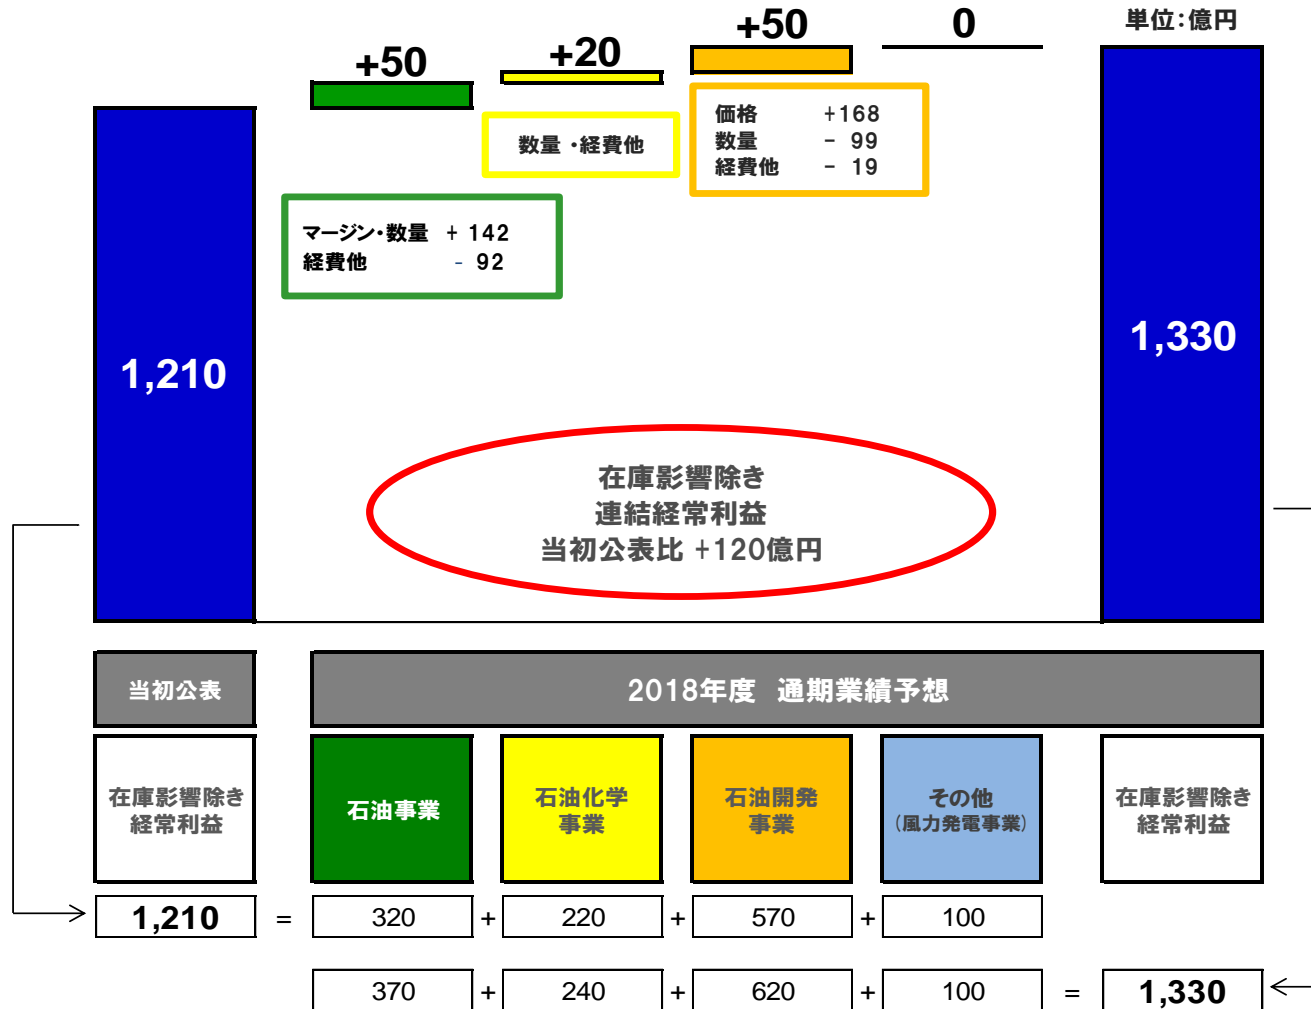 単位:億円
+50
+20
+50
0
価格 +168
数量 - 99
経費他 - 19
数量・経費他
マージン・数量 + 142
経費他 - 92
1,210
1,330
在庫影響除き
連結経常利益
当初公表比 +120億円
当初公表
2018年度 通期業績予想
在庫影響除き
経常利益
石油事業
石油化学
事業
石油開発
事業
その他
(風力発電事業)
在庫影響除き
経常利益
1,210 = 320 + 220 + 570 + 100
370 + 240 + 620 + 100 = 1,330